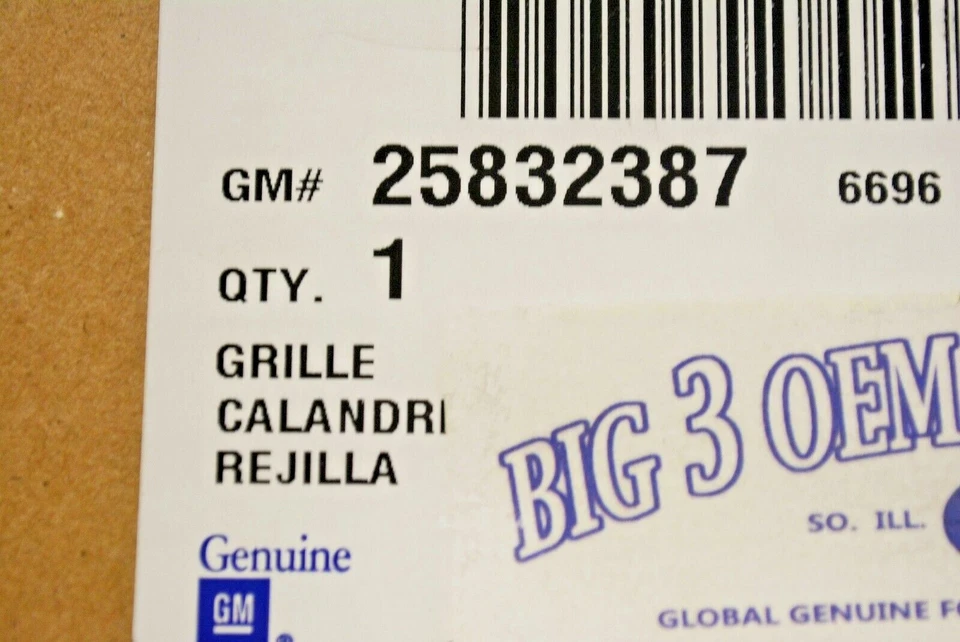 GM# 25832387 6696
QTY. 1
GRILLE
CALANDRI
REJILLA
BIG 3 OEM
SO. ILL.
Genuine
GM
®
GLOBAL GENUINE